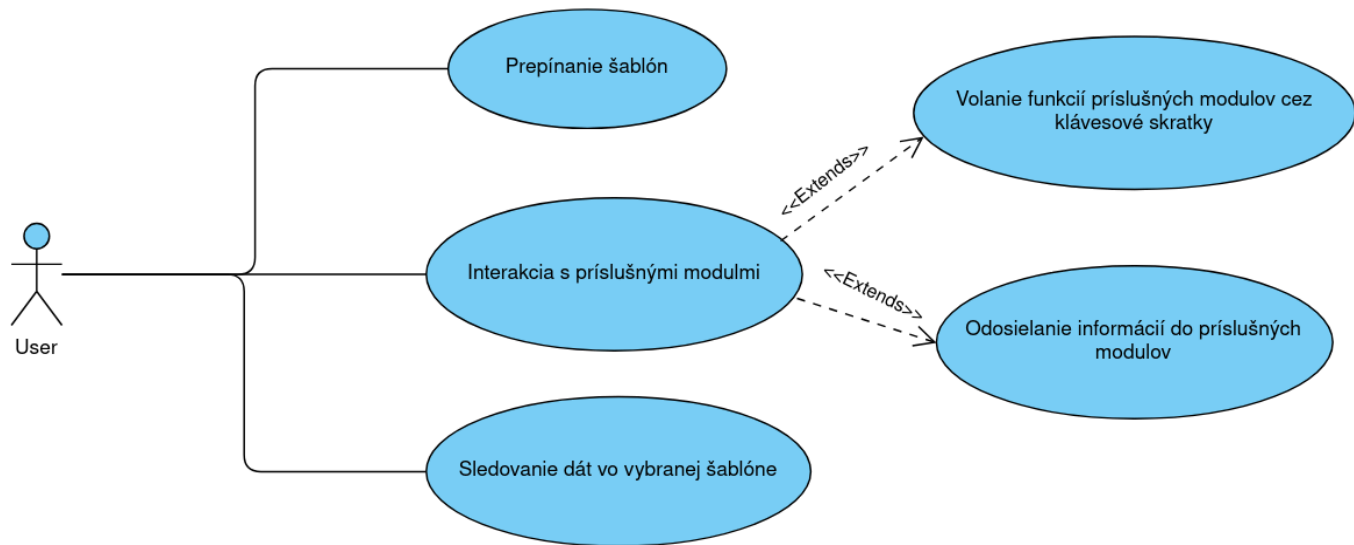 Prepínanie šablón
Volanie funkcií príslušných modulov cez
klávesové skratky
<<Extends>>
Interakcia s príslušnými modulmi
<<Extends>>
Odosielanie informácií do príslušných
modulov
User
Sledovanie dát vo vybranej šablóne